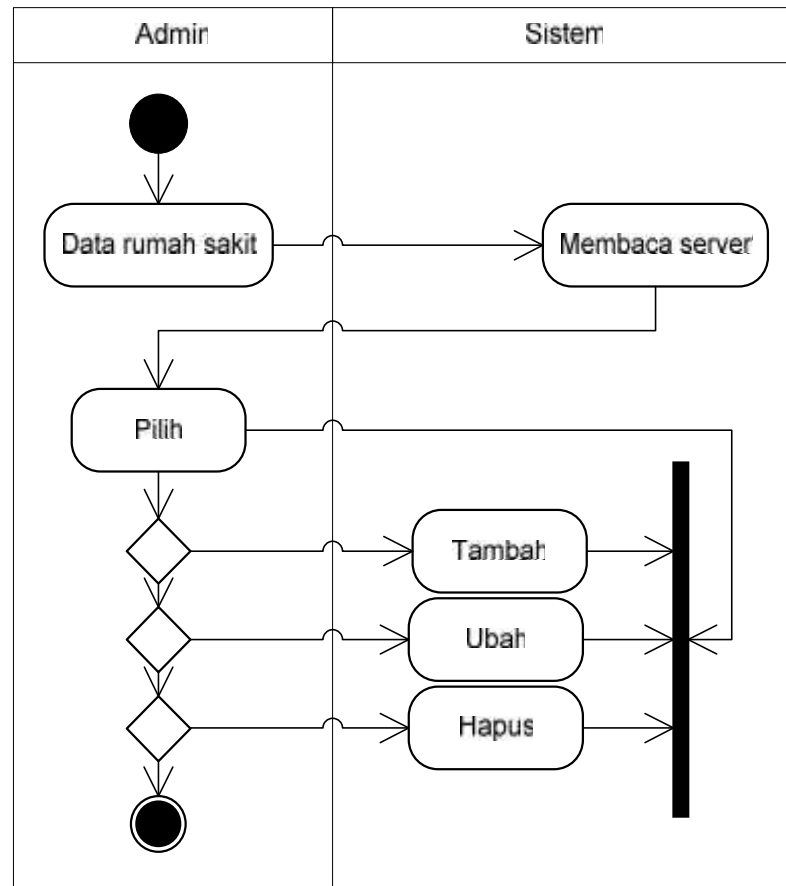 Admin
Sistem
Data rumah sakit
Membaca server
Pilih
Tambah
Ubah
Hapus